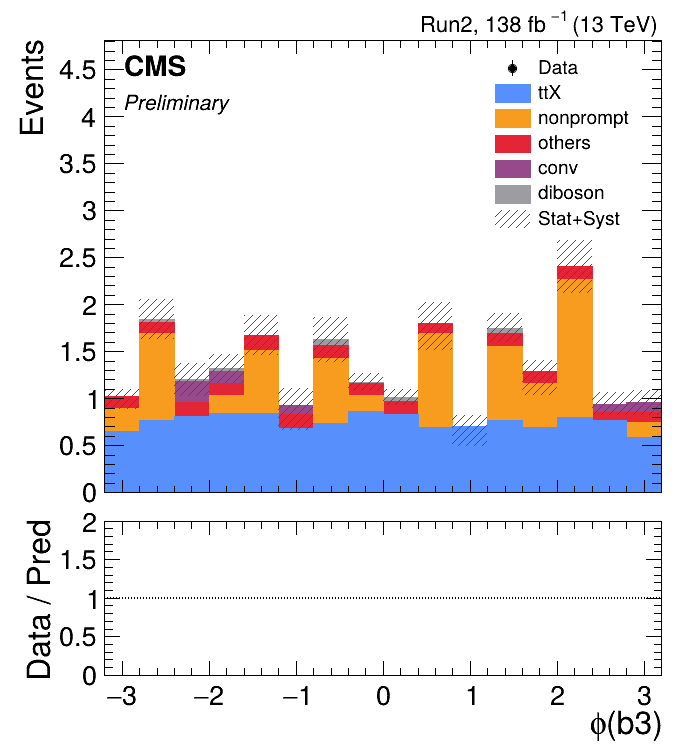 Run2, 138 fb⁻¹ (13 TeV)
CMS
Preliminary
Data
ttX
nonprompt
others
conv
diboson
Stat+Syst
Events
4.5
4
3.5
3
2.5
2
1.5
1
0.5
0
Data / Pred
2
1.5
1
0.5
0
−3 −2 −1 0 1 2 3
ϕ(b3)